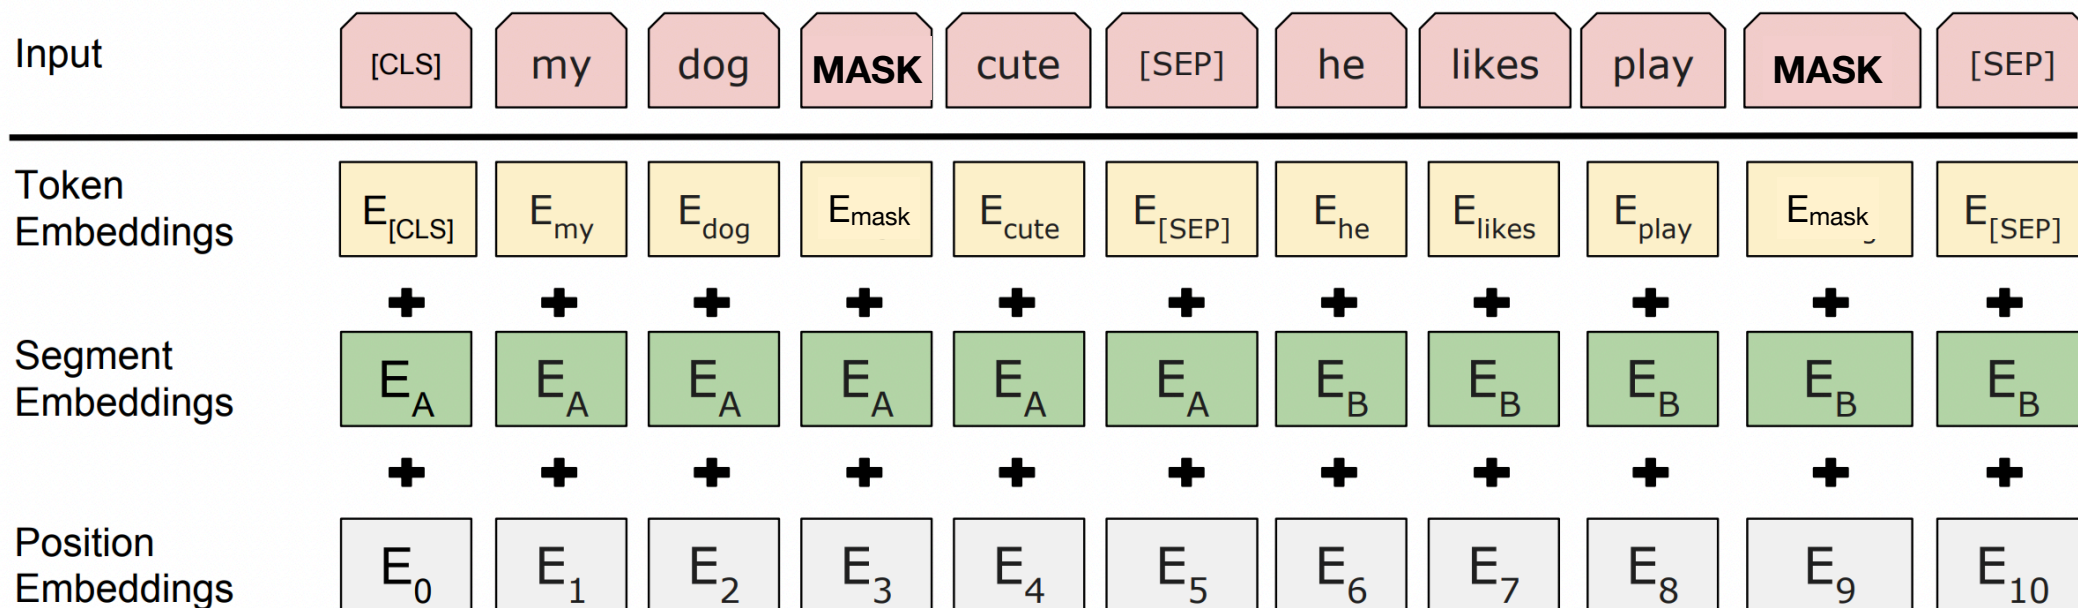 Input [CLS] my dog MASK cute [SEP] he likes play MASK [SEP]
Token
Embeddings
E[CLS] Emy Edog Emask Ecute E[SEP] Ehe Elikes Eplay Emask E[SEP]
+ + + + + + + + + + +
Segment
Embeddings
EA EA EA EA EA EA EB EB EB EB EB
+ + + + + + + + + + +
Position
Embeddings
E0 E1 E2 E3 E4 E5 E6 E7 E8 E9 E10